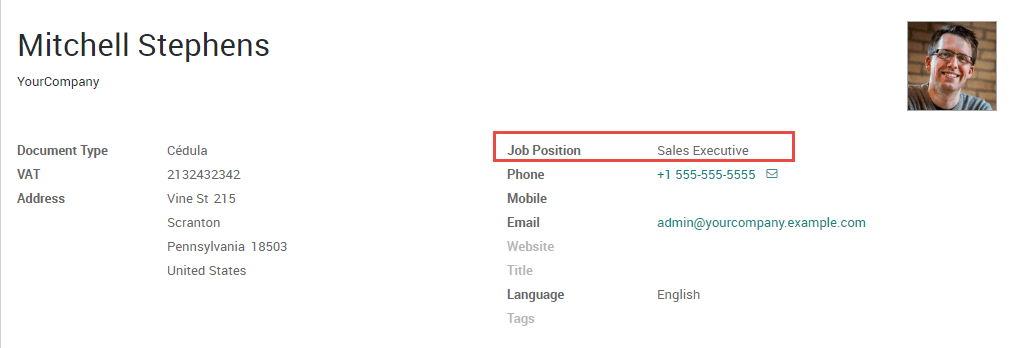 Mitchell Stephens
YourCompany
Document Type Cédula
VAT 2132432342
Address Vine St 215
Scranton
Pennsylvania 18503
United States
Job Position Sales Executive
Phone +1 555-555-5555
Mobile
Email admin@yourcompany.example.com
Website
Title
Language English
Tags